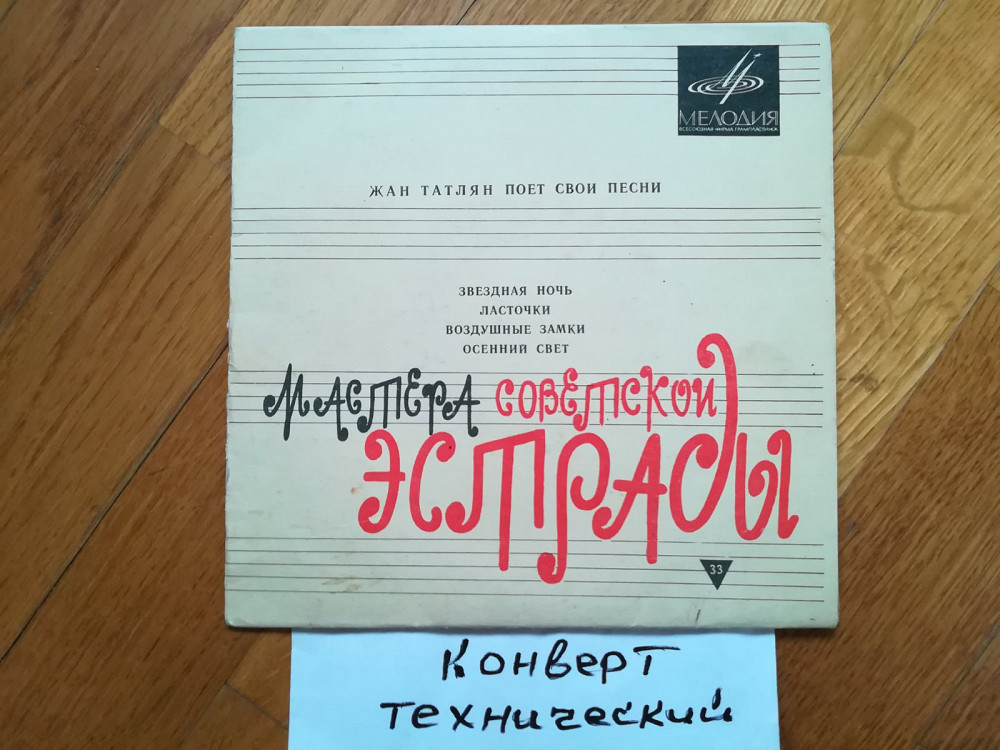 МЕЛОДИЯ
ВСЕСОЮЗНАЯ ФИРМА ГРАМПЛАСТИНОК
ЖАН ТАТЛЯН ПОЕТ СВОИ ПЕСНИ
ЗВЕЗДНАЯ НОЧЬ
ЛАСТОЧКИ
ВОЗДУШНЫЕ ЗАМКИ
ОСЕННИЙ СВЕТ
МАСТЕРА СОВЕТСКОЙ
ЭСТРАДЫ
33
Конверт
технический